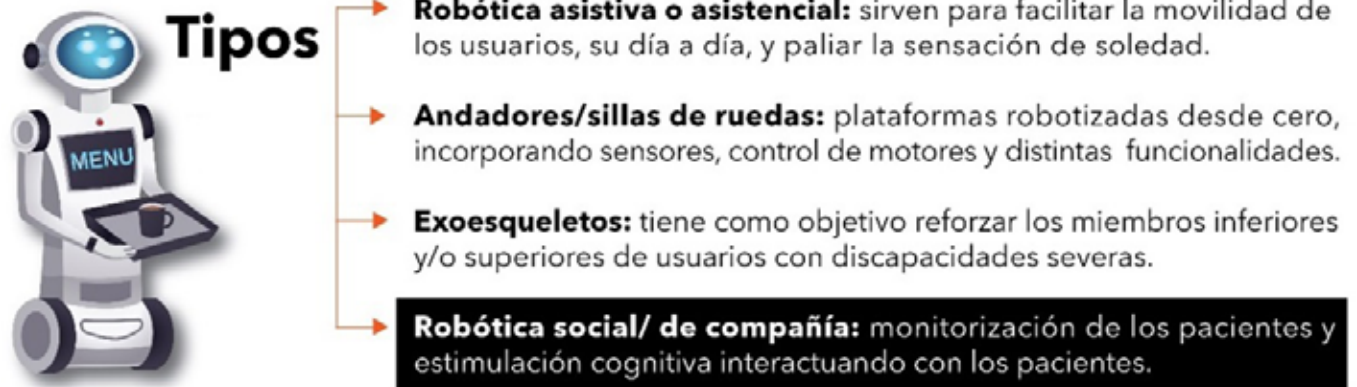 Tipos
Robótica asistiva o asistencial: sirven para facilitar la movilidad de
los usuarios, su día a día, y paliar la sensación de soledad.
Andadores/sillas de ruedas: plataformas robotizadas desde cero,
incorporando sensores, control de motores y distintas funcionalidades.
MENU
Exoesqueletos: tiene como objetivo reforzar los miembros inferiores
y/o superiores de usuarios con discapacidades severas.
Robótica social/ de compañía: monitorización de los pacientes y
estimulación cognitiva interactuando con los pacientes.